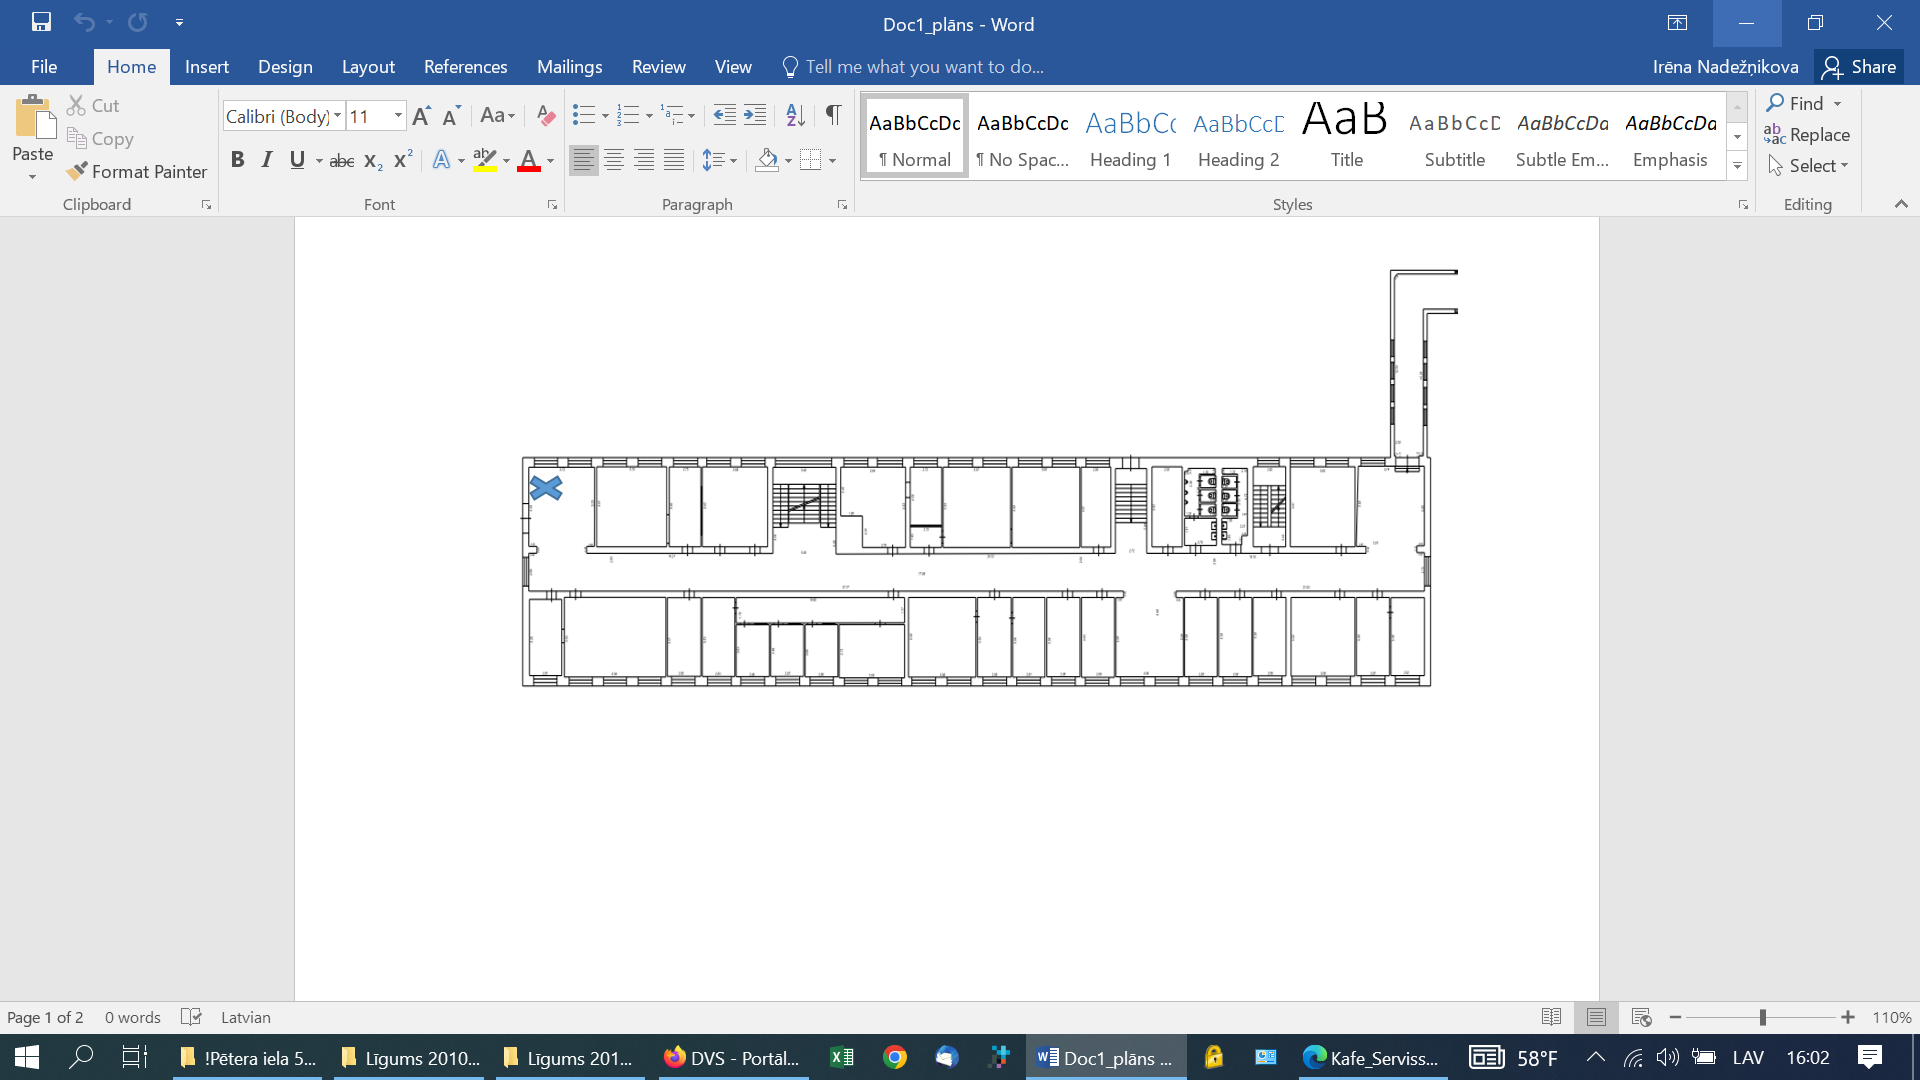 Doc1_plāns - Word
File Home Insert Design Layout References Mailings Review View Tell me what you want to do... Irēna Nadežņikova Share
Paste
Cut
Copy
Format Painter
Clipboard
Calibri (Body) 11
Font
Paragraph
AaBbCcDc AaBbCcDc AaBbCc AaBbCcD AaB AaBbCcD AaBbCcDa AaBbCcDa
¶ Normal ¶ No Spac... Heading 1 Heading 2 Title Subtitle Subtle Em... Emphasis
Styles
Find
Replace
Select
Editing
Page 1 of 2 0 words Latvian 110%
!Pētera iela 5... Līgums 2010... Līgums 201... DVS - Portāl... Doc1_plāns ... Kafe_Serviss... 58°F LAV 16:02